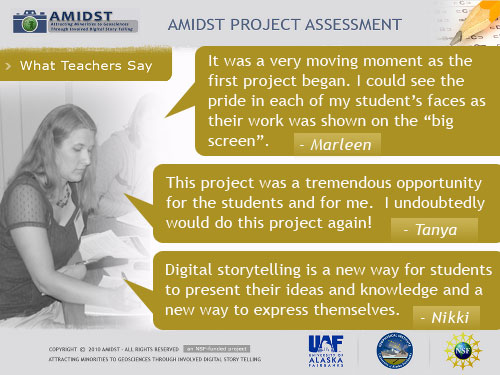 AMIDST
Attracting Minorities to Geosciences
Through Involved Digital Story Telling
AMIDST PROJECT ASSESSMENT
What Teachers Say
It was a very moving moment as the
first project began. I could see the
pride in each of my student’s faces as
their work was shown on the “big
screen”.
- Marleen
This project was a tremendous opportunity
for the students and for me. I undoubtedly
would do this project again!
- Tanya
Digital storytelling is a new way for students
to present their ideas and knowledge and a
new way to express themselves.
- Nikki
COPYRIGHT © 2010 AMIDST - ALL RIGHTS RESERVED an NSF-funded project
ATTRACTING MINORITIES TO GEOSCIENCES THROUGH INVOLVED DIGITAL STORY TELLING
UAF
UNIVERSITY OF
ALASKA
FAIRBANKS
NSF